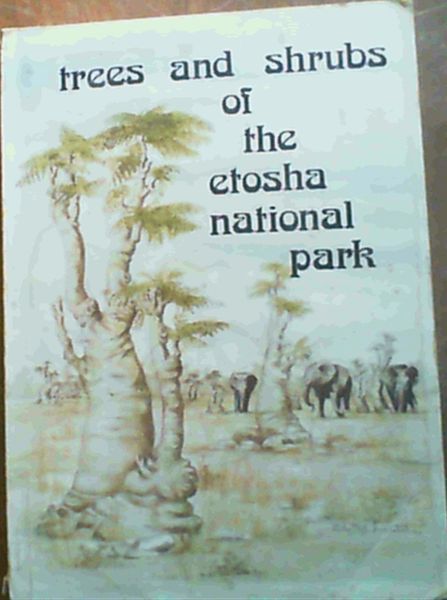 trees and shrubs
of
the
etosha
national
park